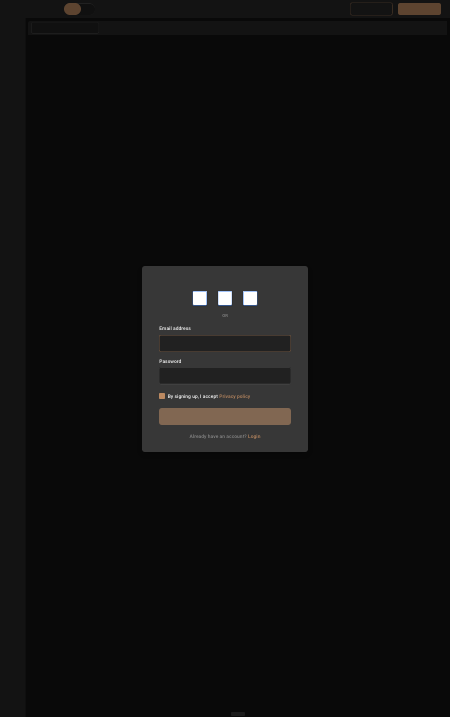 OR
Email address
Password
By signing up, I accept Privacy policy
Already have an account? Login